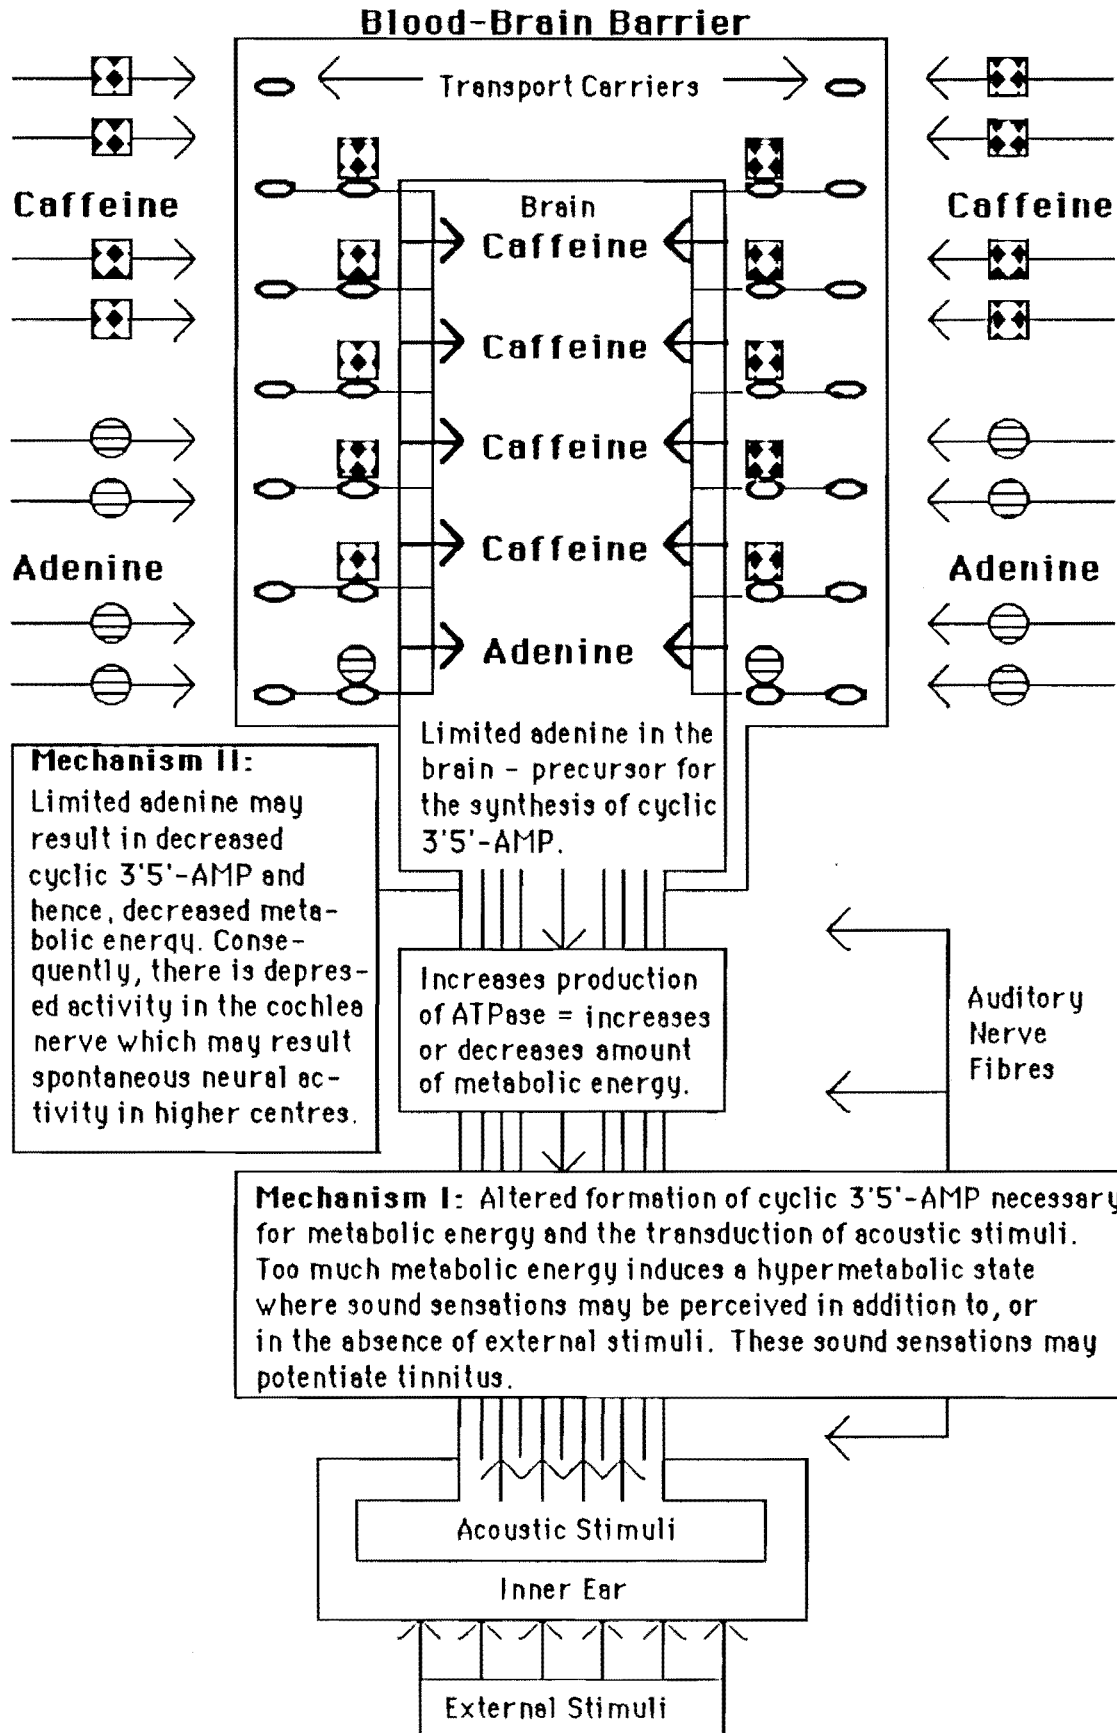 Blood-Brain Barrier
Transport Carriers
Caffeine
Caffeine
Brain
Caffeine
Caffeine
Caffeine
Caffeine
Adenine
Adenine
Adenine
Limited adenine in the
brain - precursor for
the synthesis of cyclic
3'5'-AMP.
Mechanism II:
Limited adenine may
result in decreased
cyclic 3'5'-AMP and
hence, decreased meta-
bolic energy. Conse-
quently, there is depres-
ed activity in the cochlea
nerve which may result
spontaneous neural ac-
tivity in higher centres.
Increases production
of ATPase = increases
or decreases amount
of metabolic energy.
Auditory
Nerve
Fibres
Mechanism I: Altered formation of cyclic 3'5'-AMP necessary
for metabolic energy and the transduction of acoustic stimuli.
Too much metabolic energy induces a hypermetabolic state
where sound sensations may be perceived in addition to, or
in the absence of external stimuli. These sound sensations may
potentiate tinnitus.
Acoustic Stimuli
Inner Ear
External Stimuli